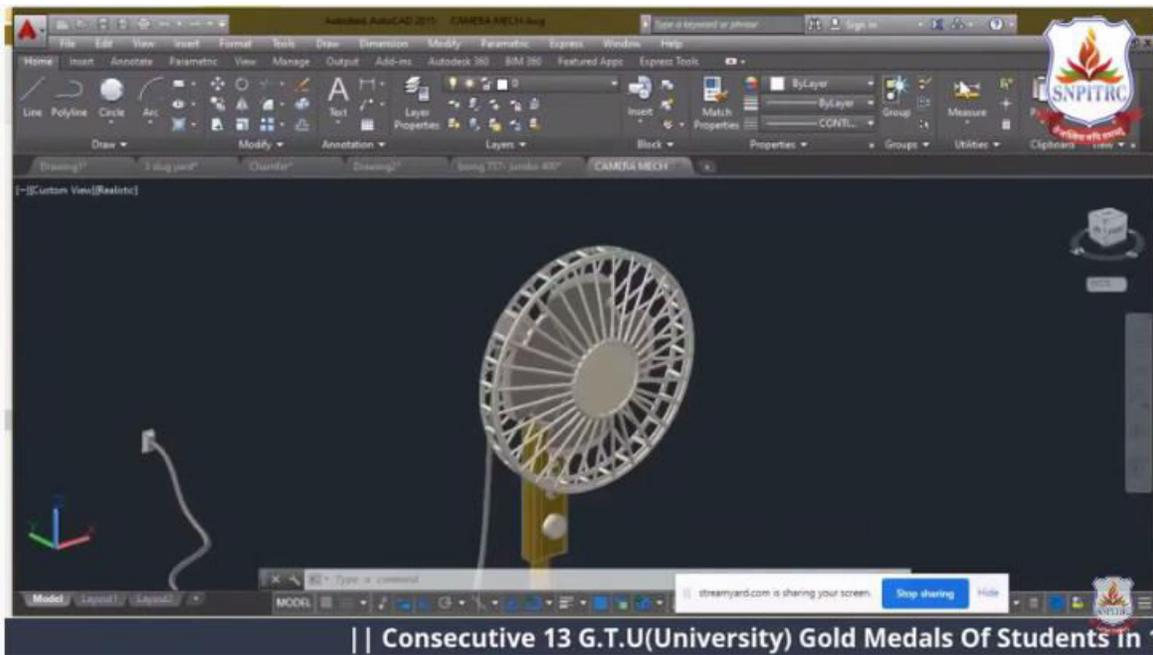 Autodesk AutoCAD 2015 CAMERA MECH.dwg
Type a keyword or phrase
Sign In
File Edit View Insert Format Tools Draw Dimension Modify Parametric Express Window Help
Home Insert Annotate Parametric View Manage Output Add-ins Autodesk 360 BIM 360 Featured Apps Express Tools
ByLayer
Line Polyline Circle Arc Text Layer Properties Insert Match Properties ByLayer Group Measure
CONTI...
Draw Modify Annotation Layers Block Properties Groups Utilities Clipboard View
Drawing1* Chamfer* Drawing2* CAMERA MECH
SNPITRC
[-][Custom View][Realistic]
Type a command
Model Layout1 Layout2
MODEL
streamyard.com is sharing your screen. Stop sharing Hide
SNPITRC
|| Consecutive 13 G.T.U(University) Gold Medals Of Students In